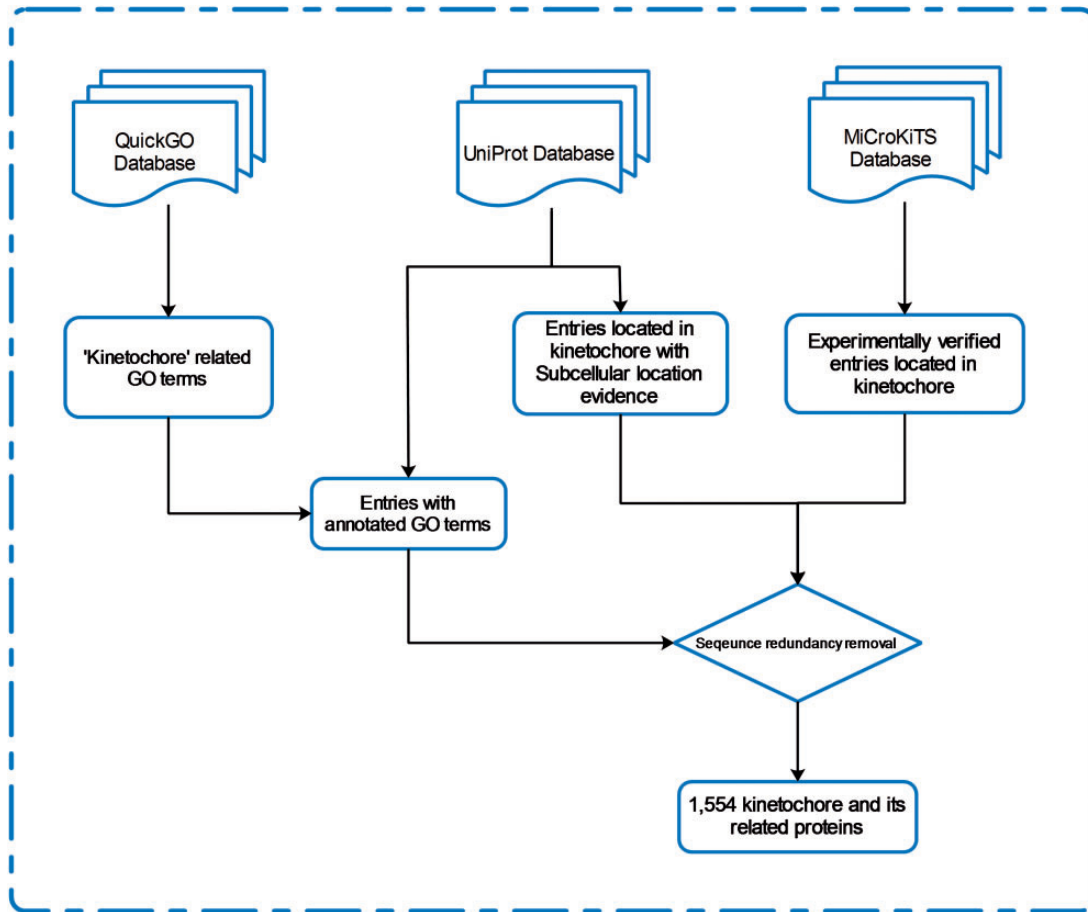 QuickGO
Database
UniProt Database
MiCroKiTS
Database
'Kinetochore' related
GO terms
Entries located in
kinetochore with
Subcellular location
evidence
Experimentally verified
entries located in
kinetochore
Entries with
annotated GO terms
Seqeunce redundancy removal
1,554 kinetochore and its
related proteins